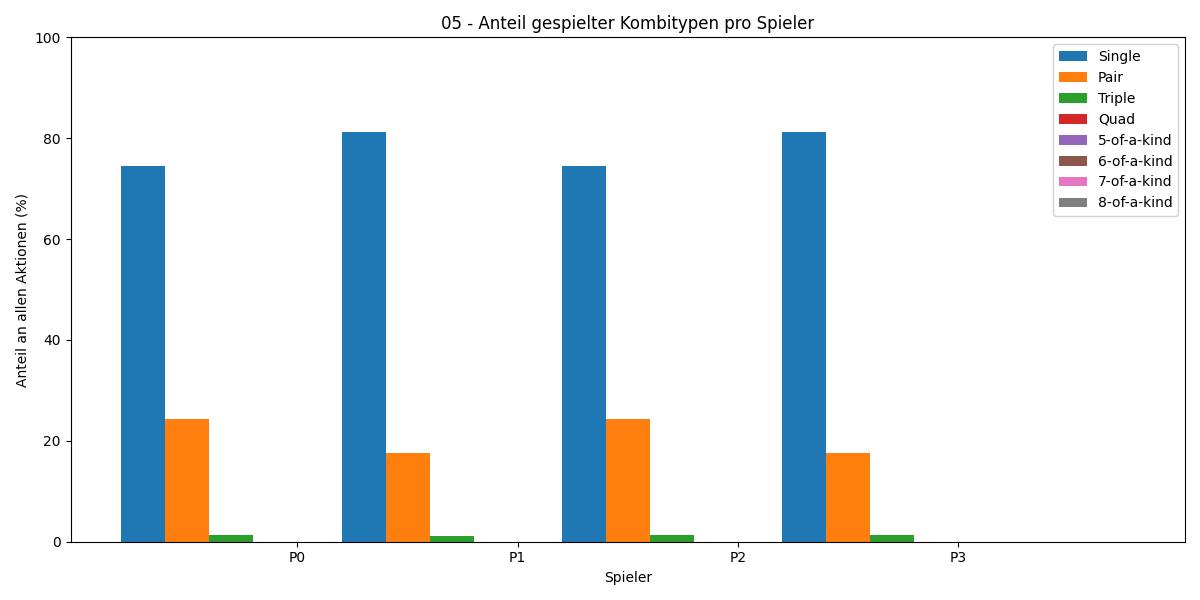 05 - Anteil gespielter Kombitypen pro Spieler
100
80
60
40
20
0
Anteil an allen Aktionen (%)
Single
Pair
Triple
Quad
5-of-a-kind
6-of-a-kind
7-of-a-kind
8-of-a-kind
P0
P1
P2
P3
Spieler